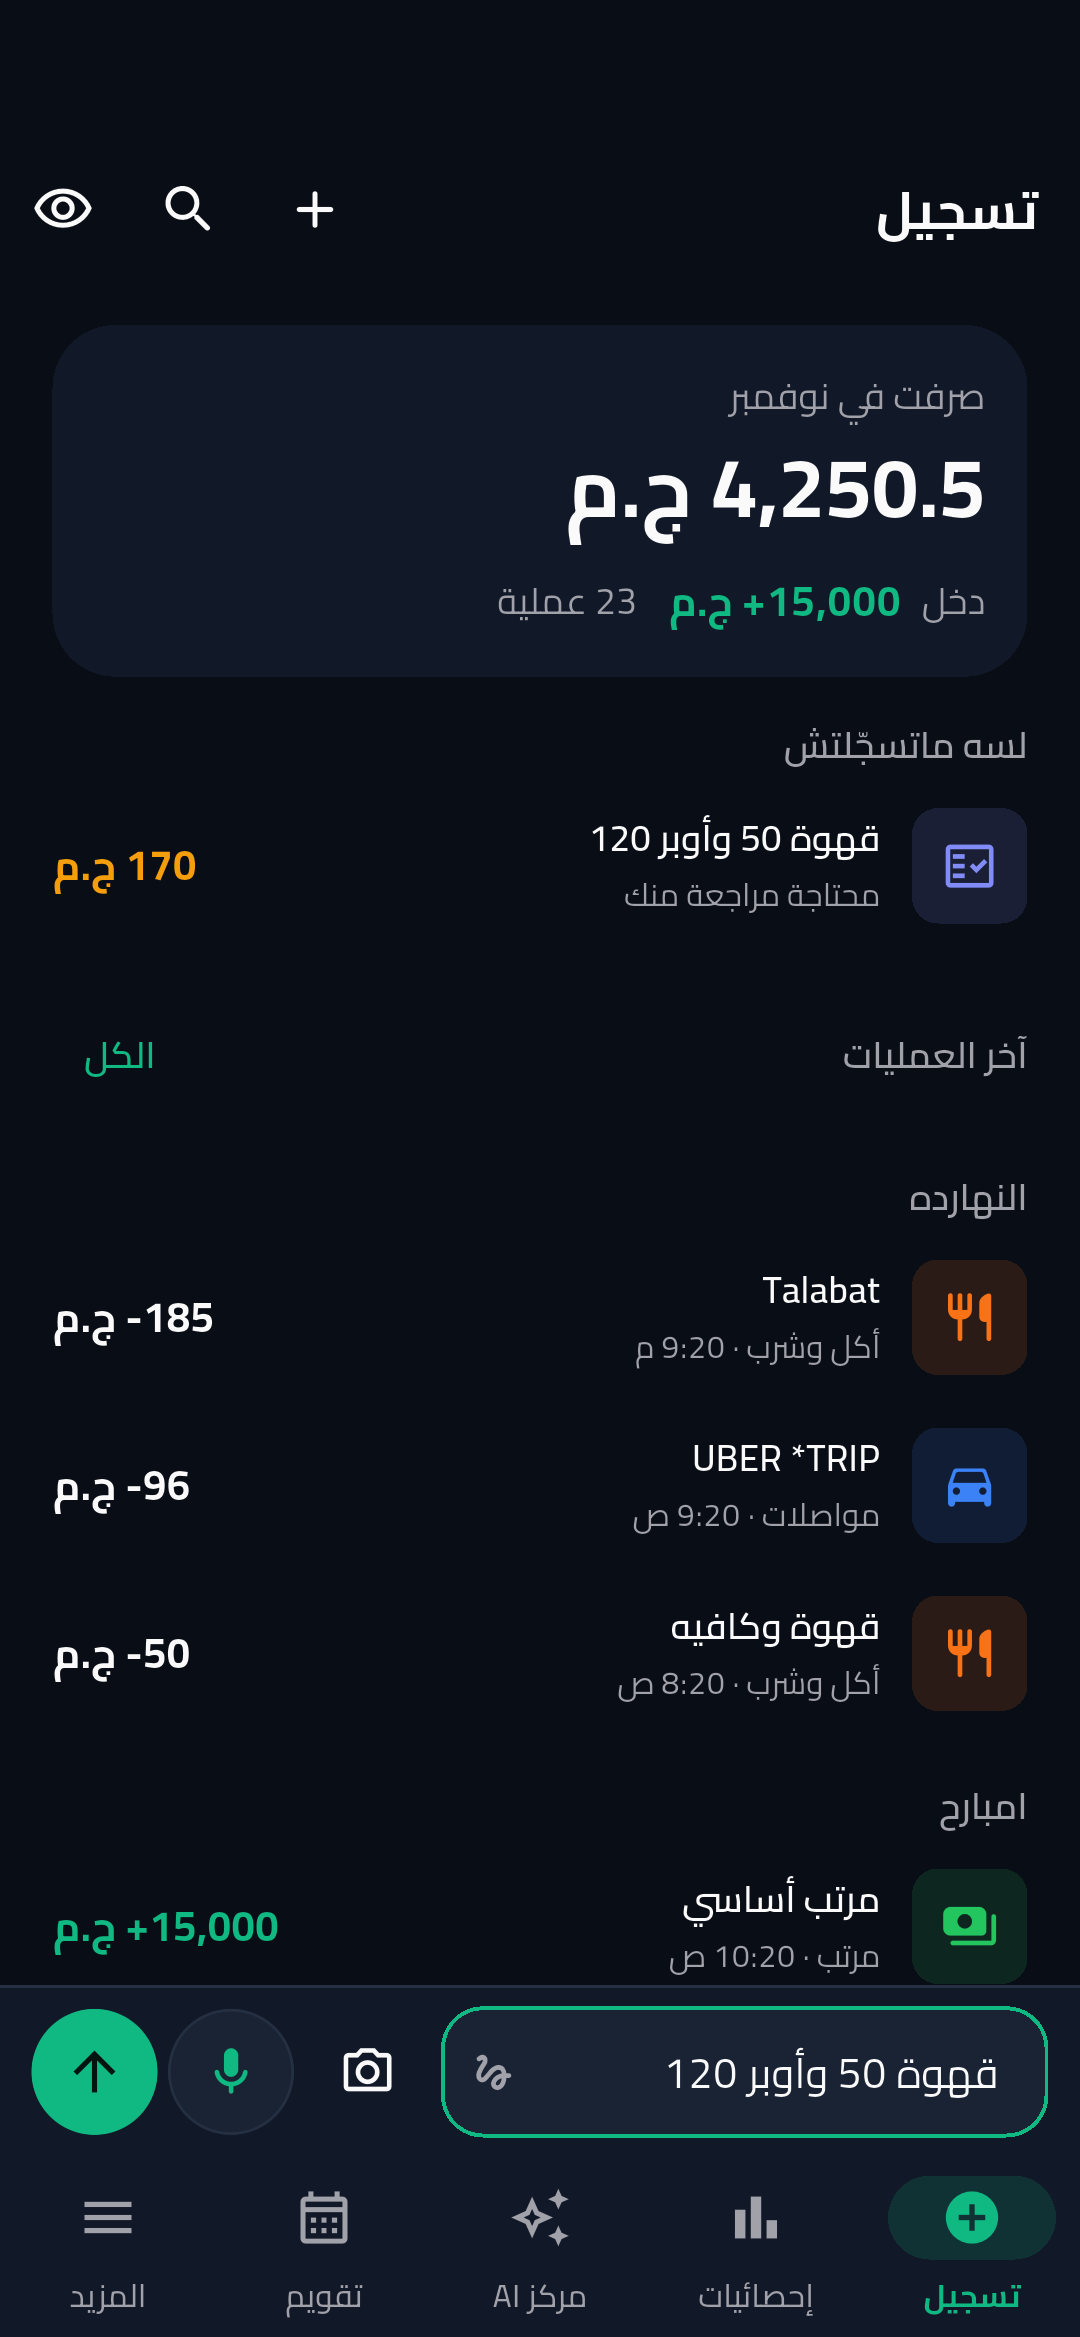 تسجيل
صرفت في نوفمبر
4,250.5 ج.م
دخل +15,000 ج.م 23 عملية
لسه ماتسجّلتش
قهوة 50 وأوبر 120
محتاجة مراجعة منك
170 ج.م
آخر العمليات
الكل
النهارده
Talabat
أكل وشرب · 9:20 م
-185 ج.م
UBER *TRIP
مواصلات · 9:20 ص
-96 ج.م
قهوة وكافيه
أكل وشرب · 8:20 ص
-50 ج.م
امبارح
مرتب أساسي
مرتب · 10:20 ص
+15,000 ج.م
قهوة 50 وأوبر 120
تسجيل
إحصائيات
مركز AI
تقويم
المزيد